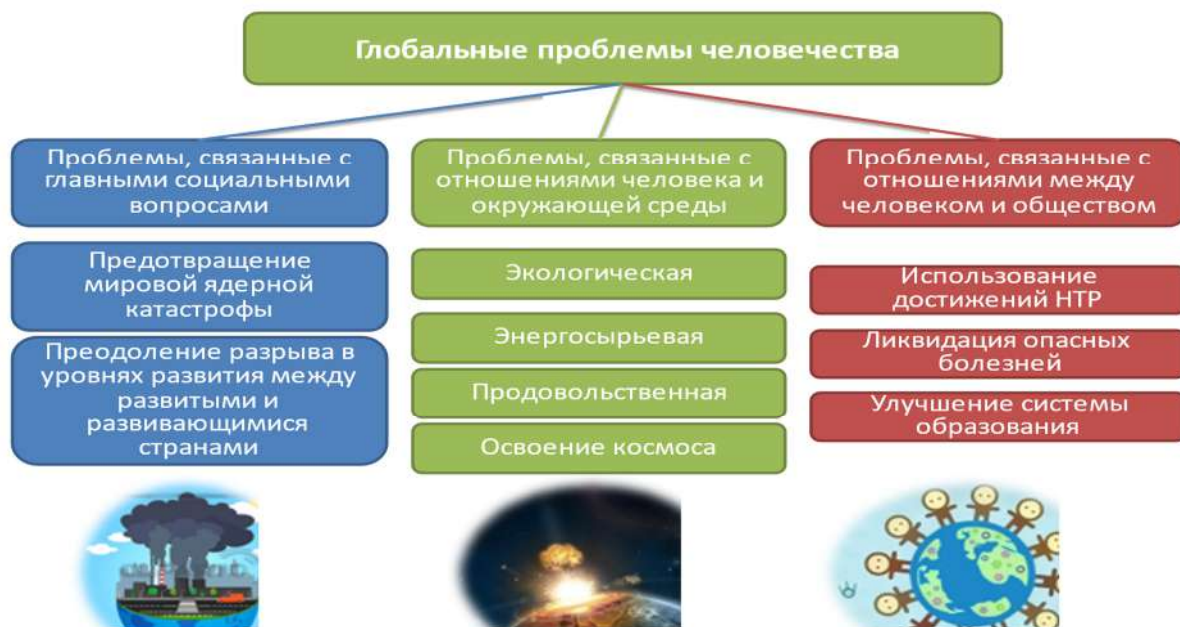 Глобальные проблемы человечества
Проблемы, связанные с
главными социальными
вопросами
Предотвращение
мировой ядерной
катастрофы
Преодоление разрыва в
уровнях развития между
развитыми и
развивающимися
странами
Проблемы, связанные с
отношениями человека и
окружающей среды
Экологическая
Энергосырьевая
Продовольственная
Освоение космоса
Проблемы, связанные с
отношениями между
человеком и обществом
Использование
достижений НТР
Ликвидация опасных
болезней
Улучшение системы
образования